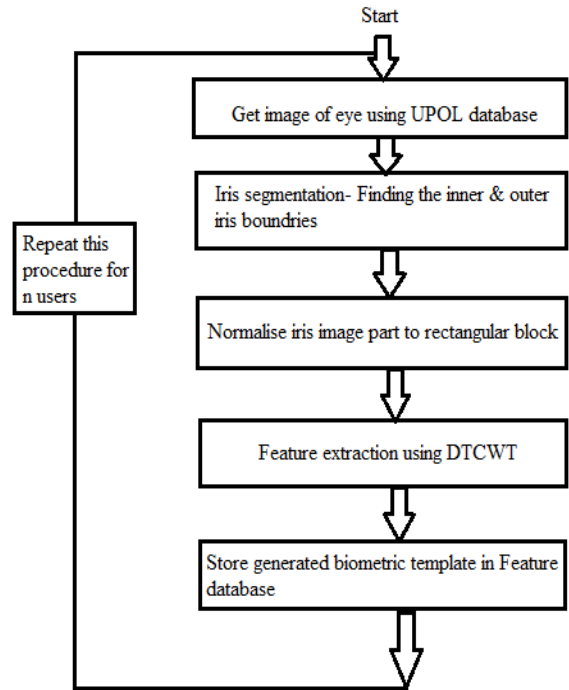 Start
Get image of eye using UPOL database
Iris segmentation- Finding the inner & outer
iris boundries
Repeat this
procedure for
n users
Normalise iris image part to rectangular block
Feature extraction using DTCWT
Store generated biometric template in Feature
database